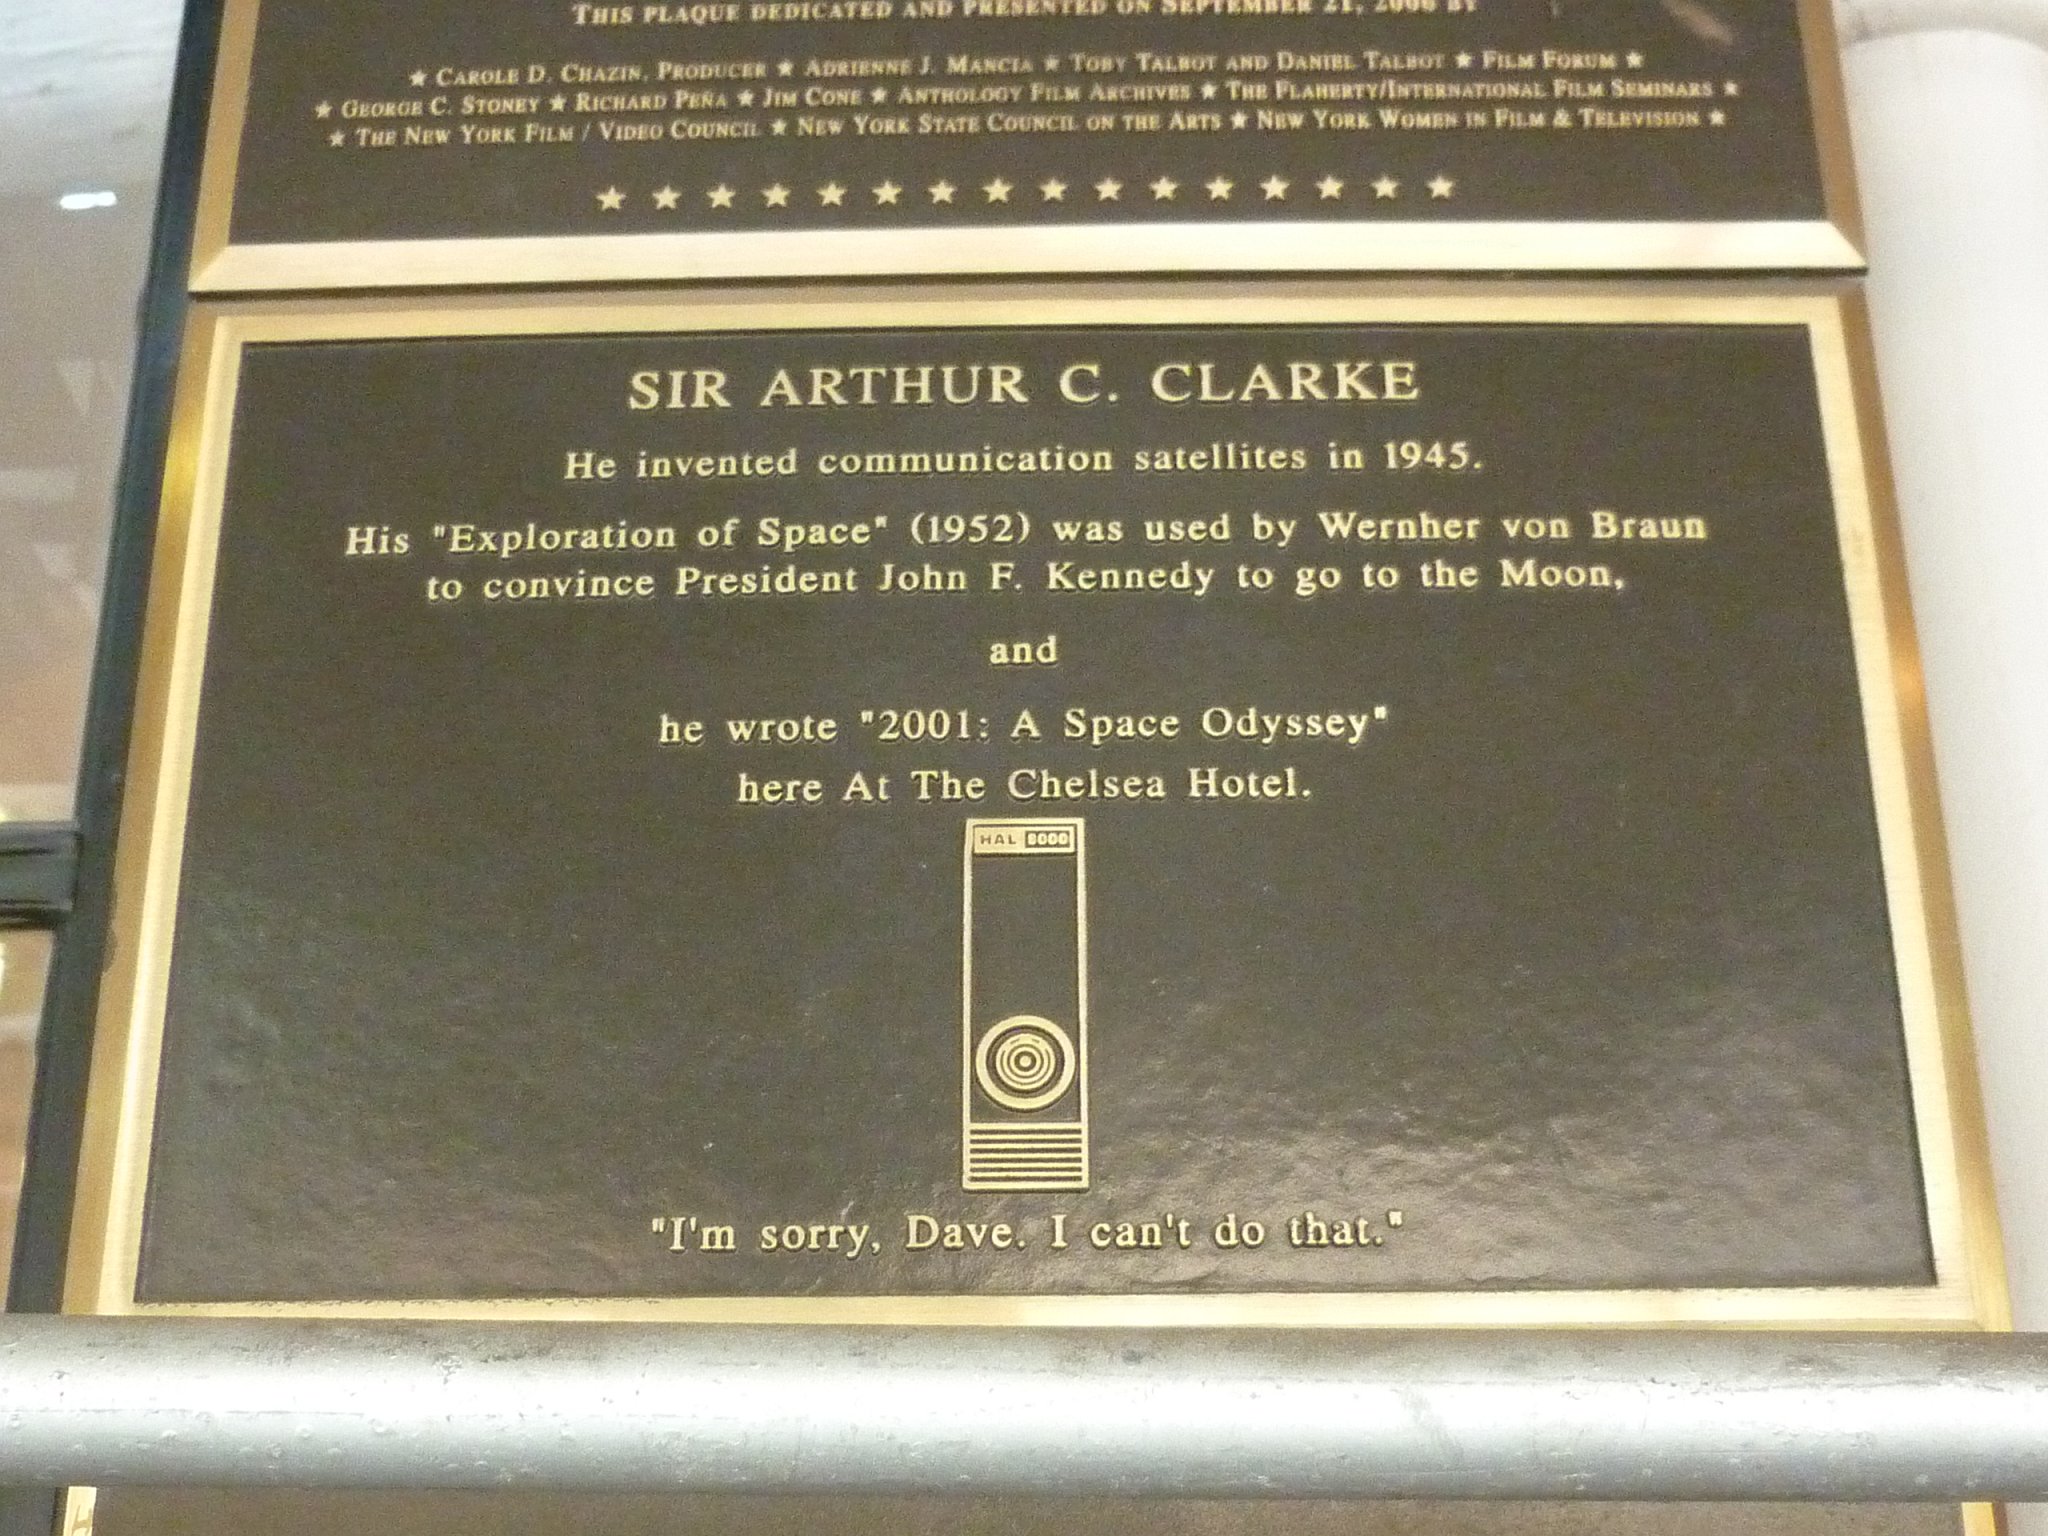 THIS PLAQUE DEDICATED AND PRESENTED ON SEPTEMBER 21, 2006 BY
★ CAROLE D. CHAZIN, PRODUCER ★ ADRIENNE J. MANCIA ★ TOBY TALBOT AND DANIEL TALBOT ★ FILM FORUM ★
★ GEORGE C. STONEY ★ RICHARD PEÑA ★ JIM CONE ★ ANTHOLOGY FILM ARCHIVES ★ THE FLAHERTY/INTERNATIONAL FILM SEMINARS ★
★ THE NEW YORK FILM / VIDEO COUNCIL ★ NEW YORK STATE COUNCIL ON THE ARTS ★ NEW YORK WOMEN IN FILM & TELEVISION ★
SIR ARTHUR C. CLARKE
He invented communication satellites in 1945.
His "Exploration of Space" (1952) was used by Wernher von Braun
to convince President John F. Kennedy to go to the Moon,
and
he wrote "2001: A Space Odyssey"
here At The Chelsea Hotel.
HAL 9000
"I'm sorry, Dave. I can't do that."